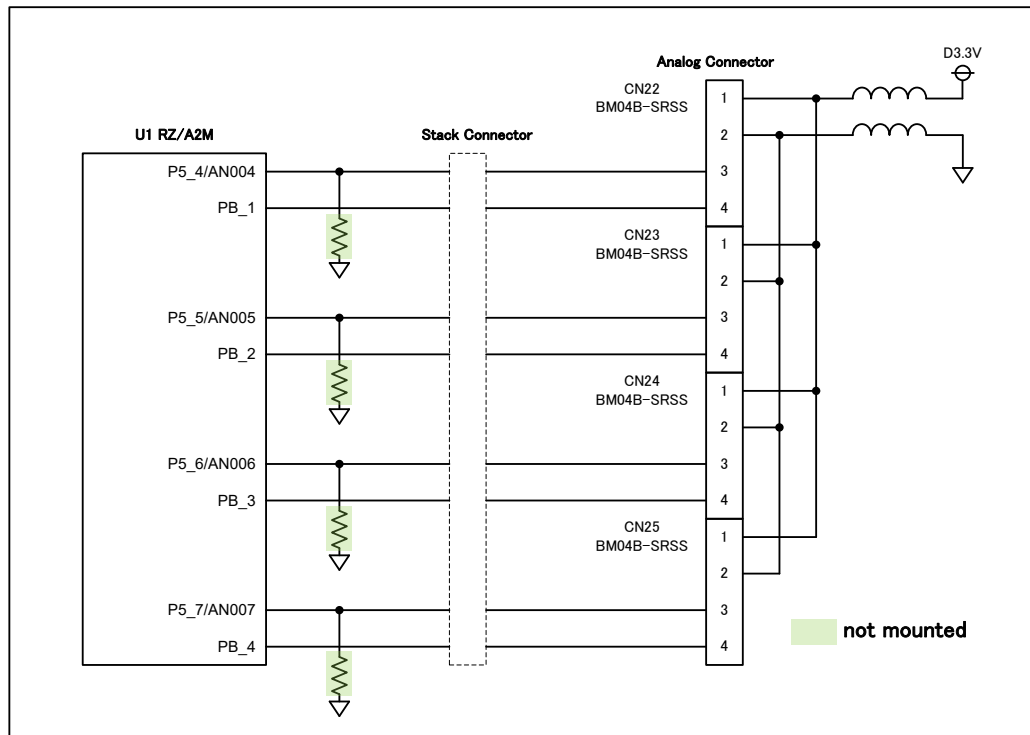 D3.3V
Analog Connector
CN22
BM04B-SRSS
1
2
3
4
U1 RZ/A2M
Stack Connector
P5_4/AN004
PB_1
CN23
BM04B-SRSS
1
2
3
4
P5_5/AN005
PB_2
CN24
BM04B-SRSS
1
2
3
4
P5_6/AN006
PB_3
CN25
BM04B-SRSS
1
2
3
4
P5_7/AN007
PB_4
not mounted